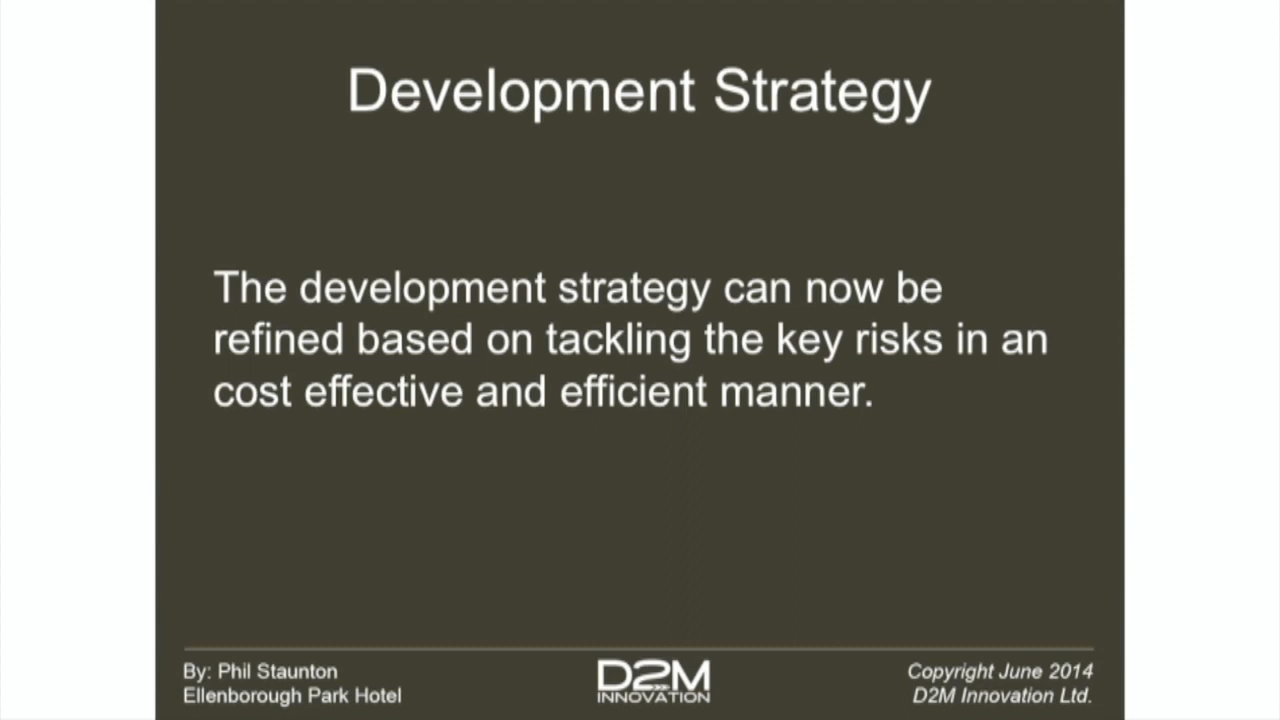 Development Strategy
The development strategy can now be
refined based on tackling the key risks in an
cost effective and efficient manner.
By: Phil Staunton
Ellenborough Park Hotel
D2M
INNOVATION
Copyright June 2014
D2M Innovation Ltd.